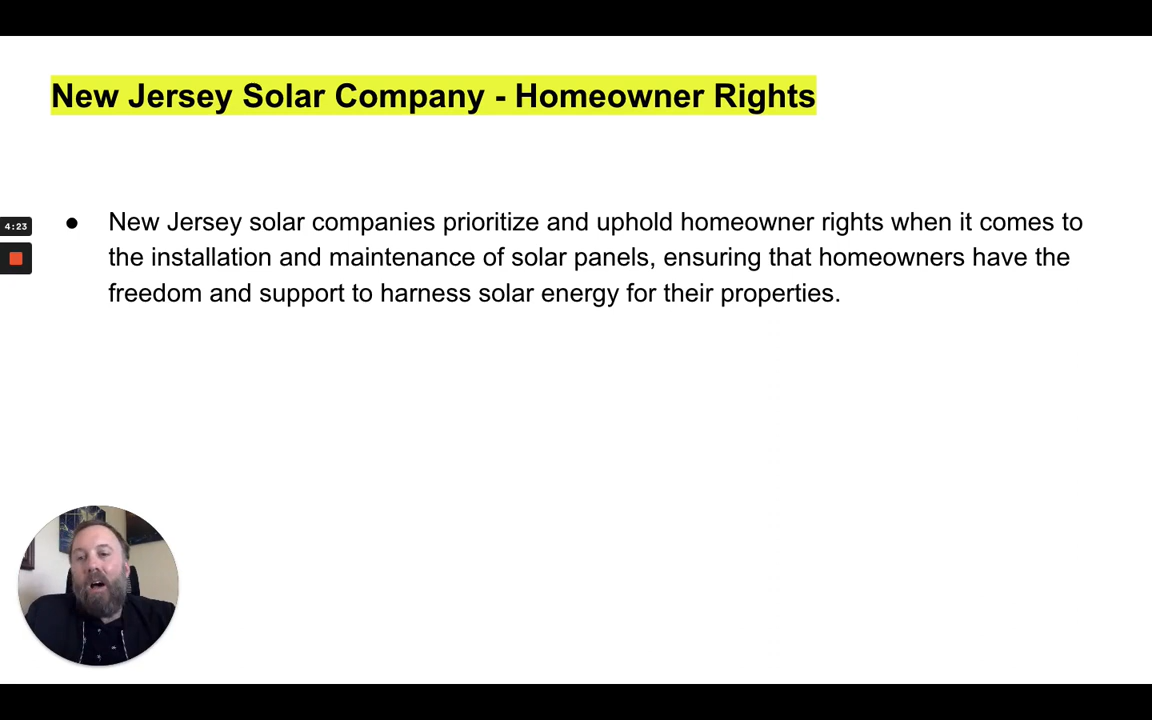 New Jersey Solar Company - Homeowner Rights
4:23
● New Jersey solar companies prioritize and uphold homeowner rights when it comes to
the installation and maintenance of solar panels, ensuring that homeowners have the
freedom and support to harness solar energy for their properties.